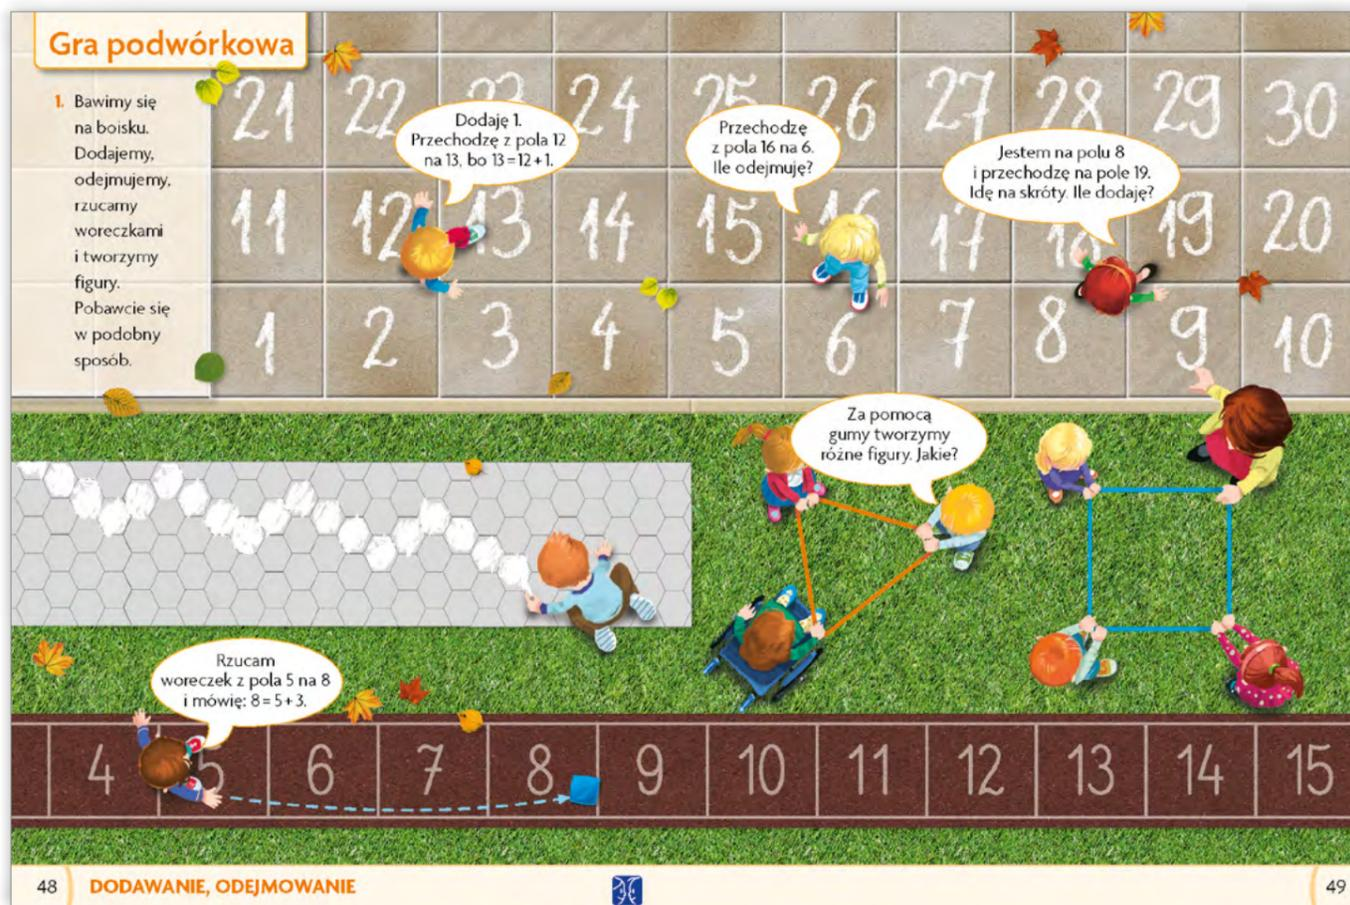 Gra podwórkowa
1. Bawimy się
na boisku.
Dodajemy,
odejmujemy,
rzucamy
woreczkami
i tworzymy
figury.
Pobawcie się
w podobny
sposób.
21 22 23 24 25 26 27 28 29 30
Dodaję 1.
Przechodzę z pola 12
na 13, bo 13=12+1.
Przechodzę
z pola 16 na 6.
Ile odejmuję?
Jestem na polu 8
i przechodzę na pole 19.
Idę na skróty. Ile dodaję?
11 12 13 14 15 16 17 18 19 20
1 2 3 4 5 6 7 8 9 10
Za pomocą
gumy tworzymy
różne figury. Jakie?
Rzucam
woreczek z pola 5 na 8
i mówię: 8=5+3.
4 5 6 7 8 9 10 11 12 13 14 15
48 DODAWANIE, ODEJMOWANIE
49